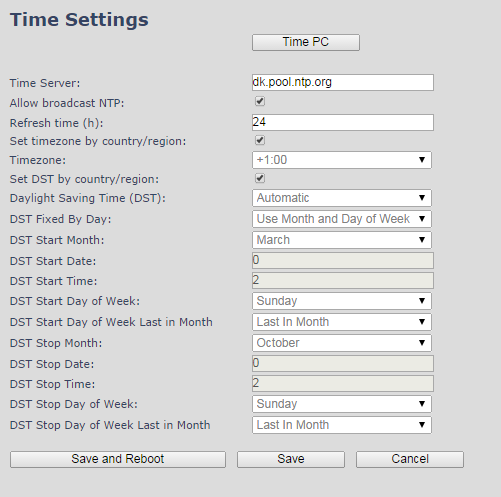 Time Settings
Time PC
Time Server: dk.pool.ntp.org
Allow broadcast NTP:
Refresh time (h): 24
Set timezone by country/region:
Timezone: +1:00
Set DST by country/region:
Daylight Saving Time (DST): Automatic
DST Fixed By Day: Use Month and Day of Week
DST Start Month: March
DST Start Date: 0
DST Start Time: 2
DST Start Day of Week: Sunday
DST Start Day of Week Last in Month Last In Month
DST Stop Month: October
DST Stop Date: 0
DST Stop Time: 2
DST Stop Day of Week: Sunday
DST Stop Day of Week Last in Month Last In Month
Save and Reboot Save Cancel